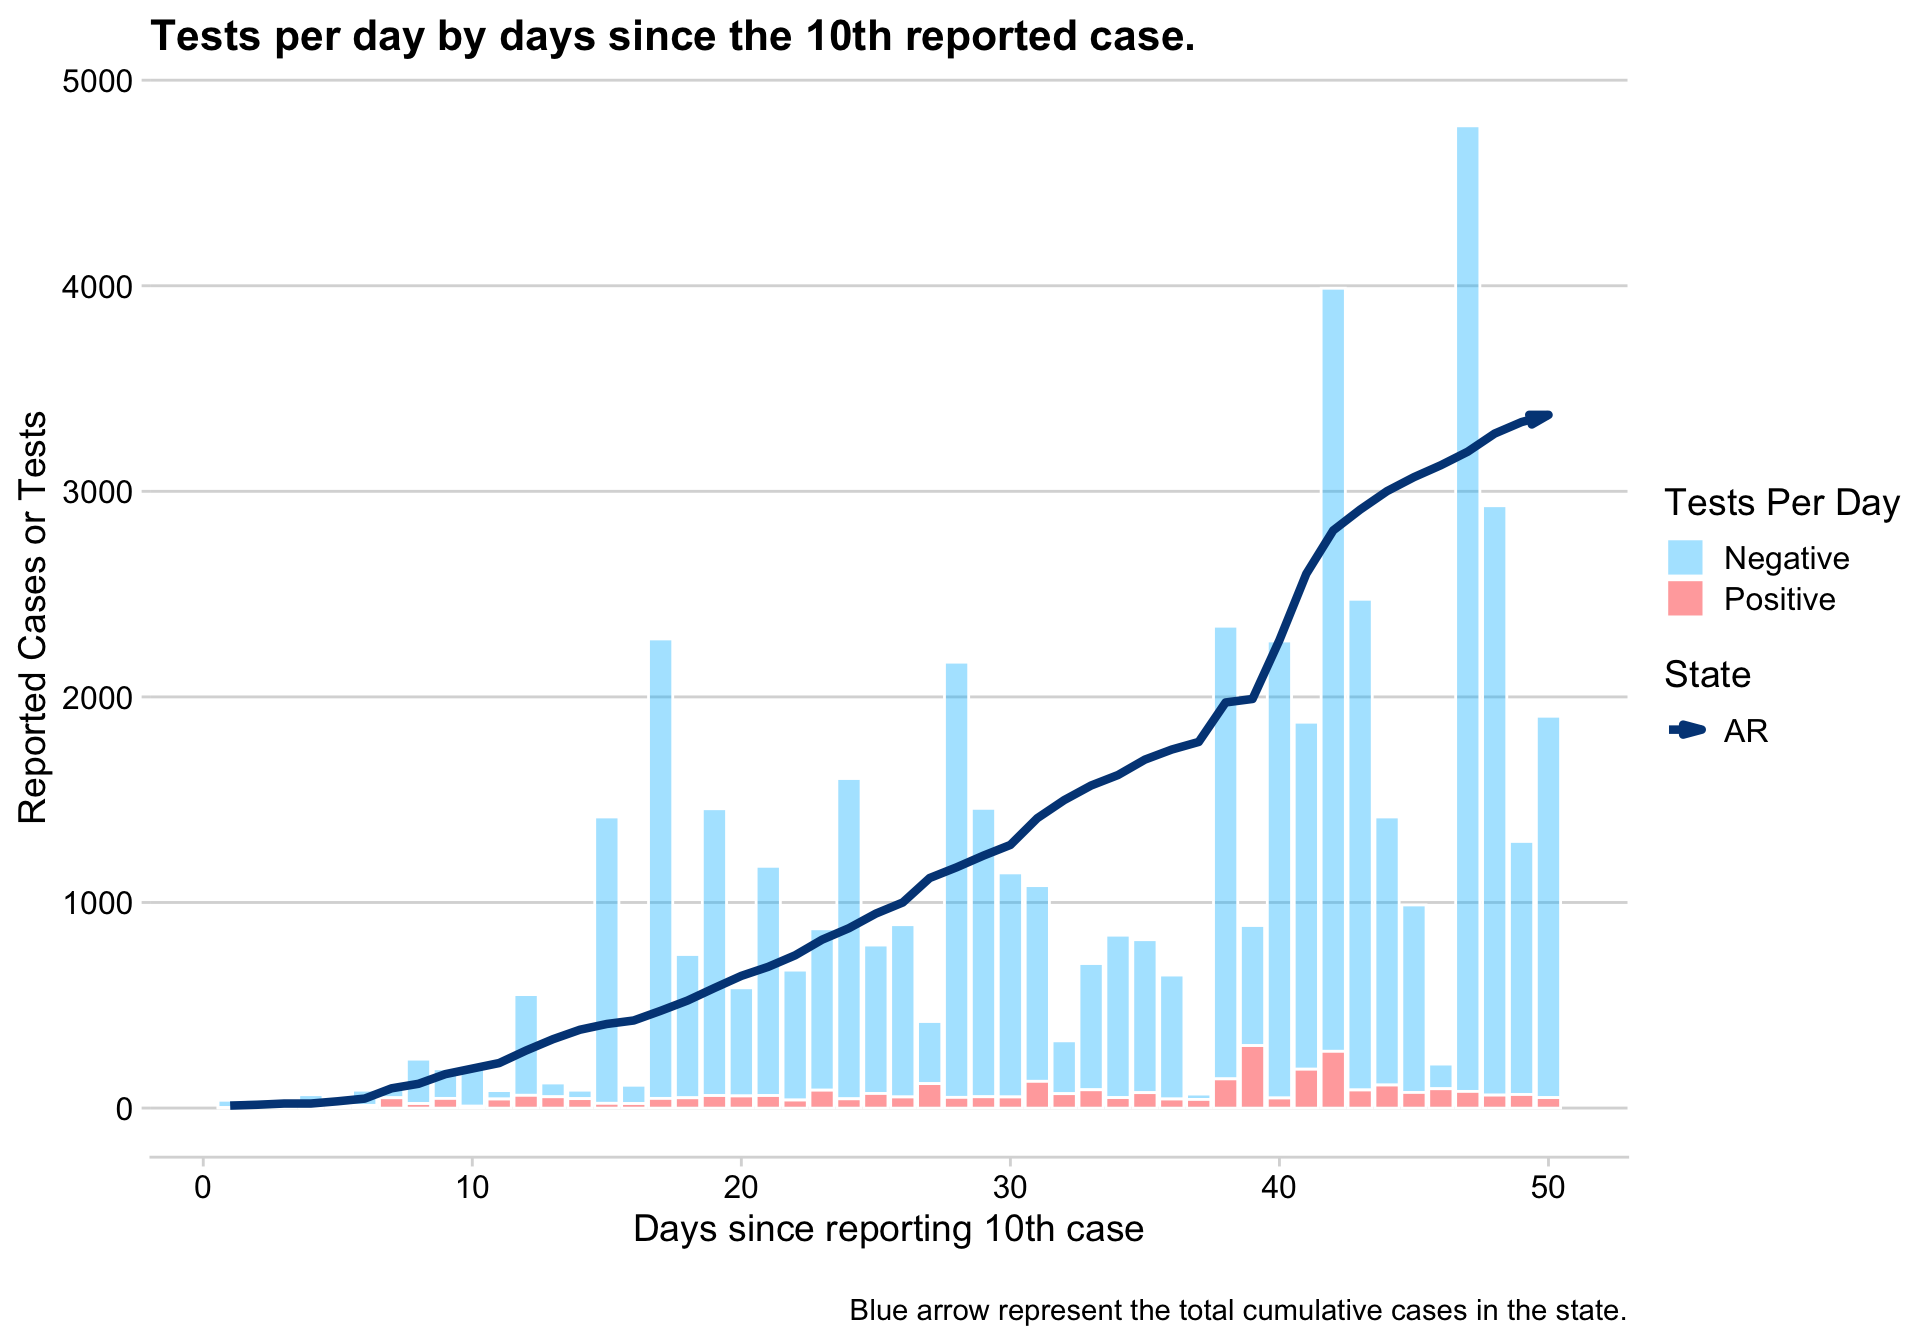 Tests per day by days since the 10th reported case.
5000
4000
3000
2000
1000
0
Reported Cases or Tests
0 10 20 30 40 50
Days since reporting 10th case
Tests Per Day
Negative
Positive
State
AR
Blue arrow represent the total cumulative cases in the state.